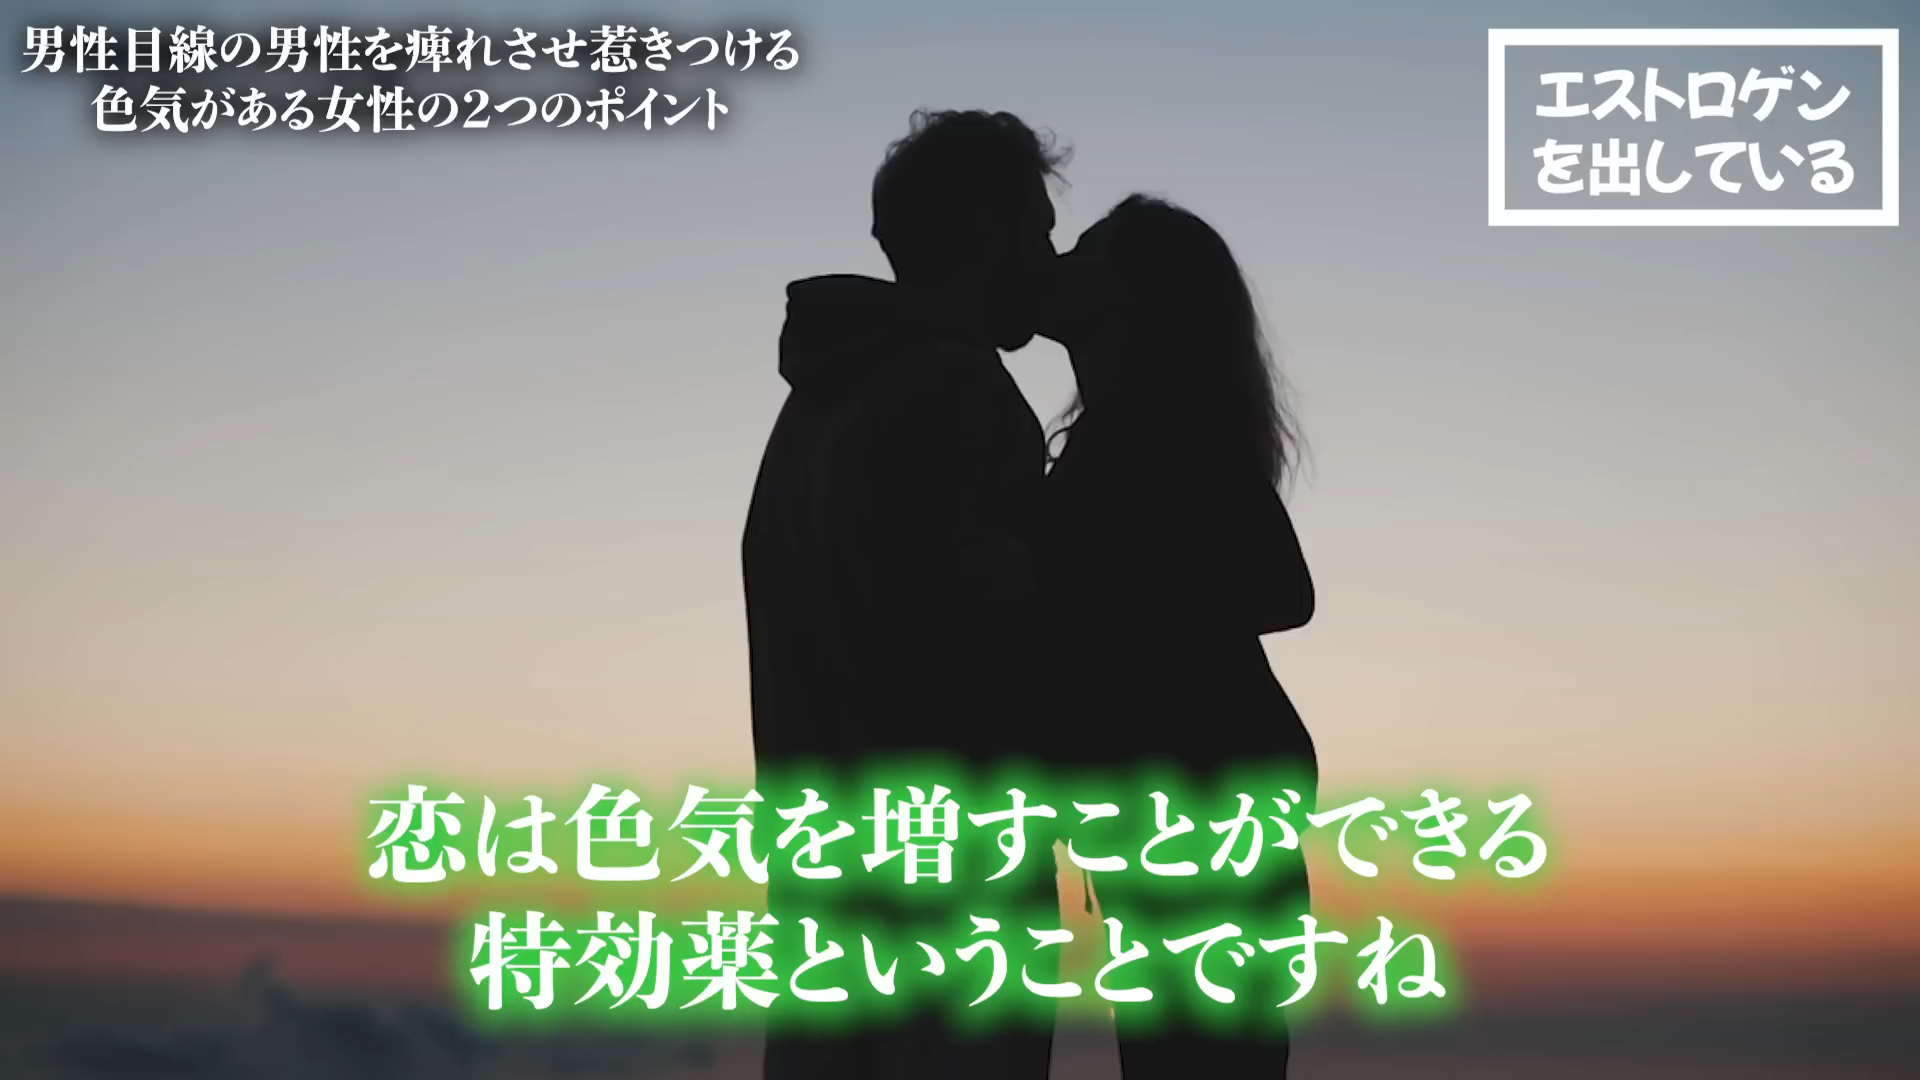 男性目線の男性を痺れさせ惹きつける
色気がある女性の2つのポイント
エストロゲン
を出している
恋は色気を増すことができる
特効薬ということですね